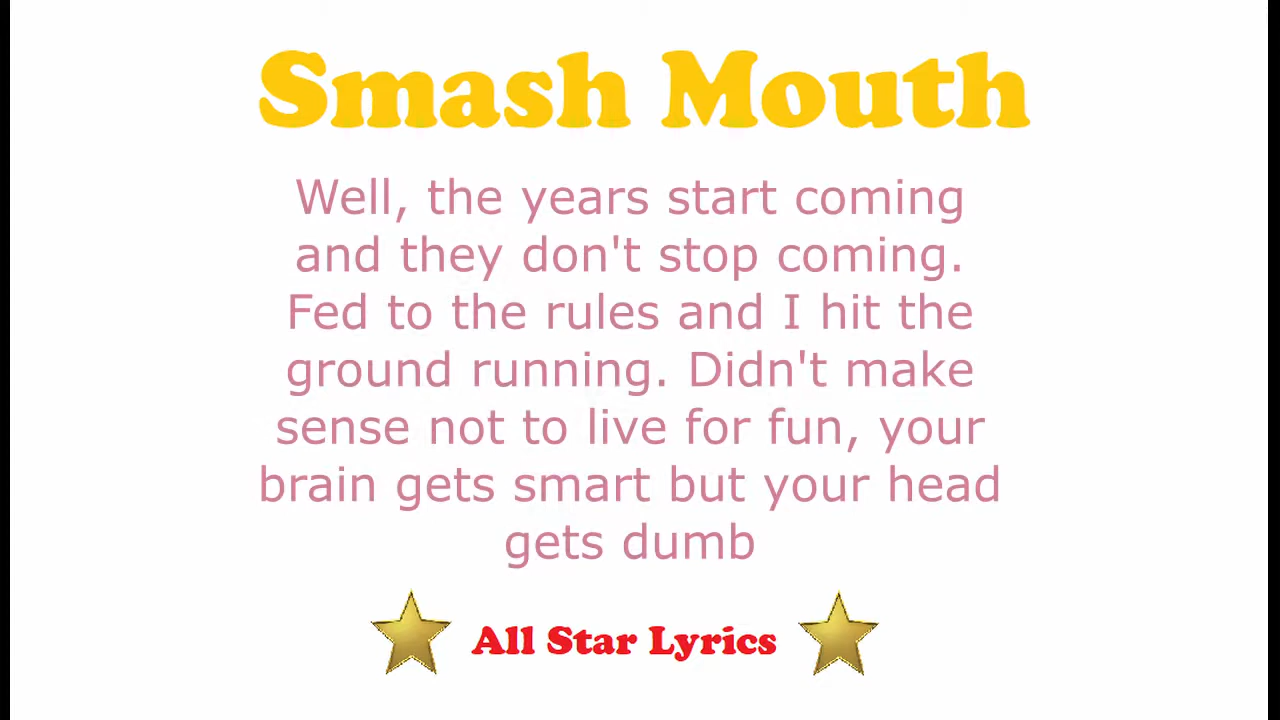 Smash Mouth
Well, the years start coming
and they don't stop coming.
Fed to the rules and I hit the
ground running. Didn't make
sense not to live for fun, your
brain gets smart but your head
gets dumb
All Star Lyrics